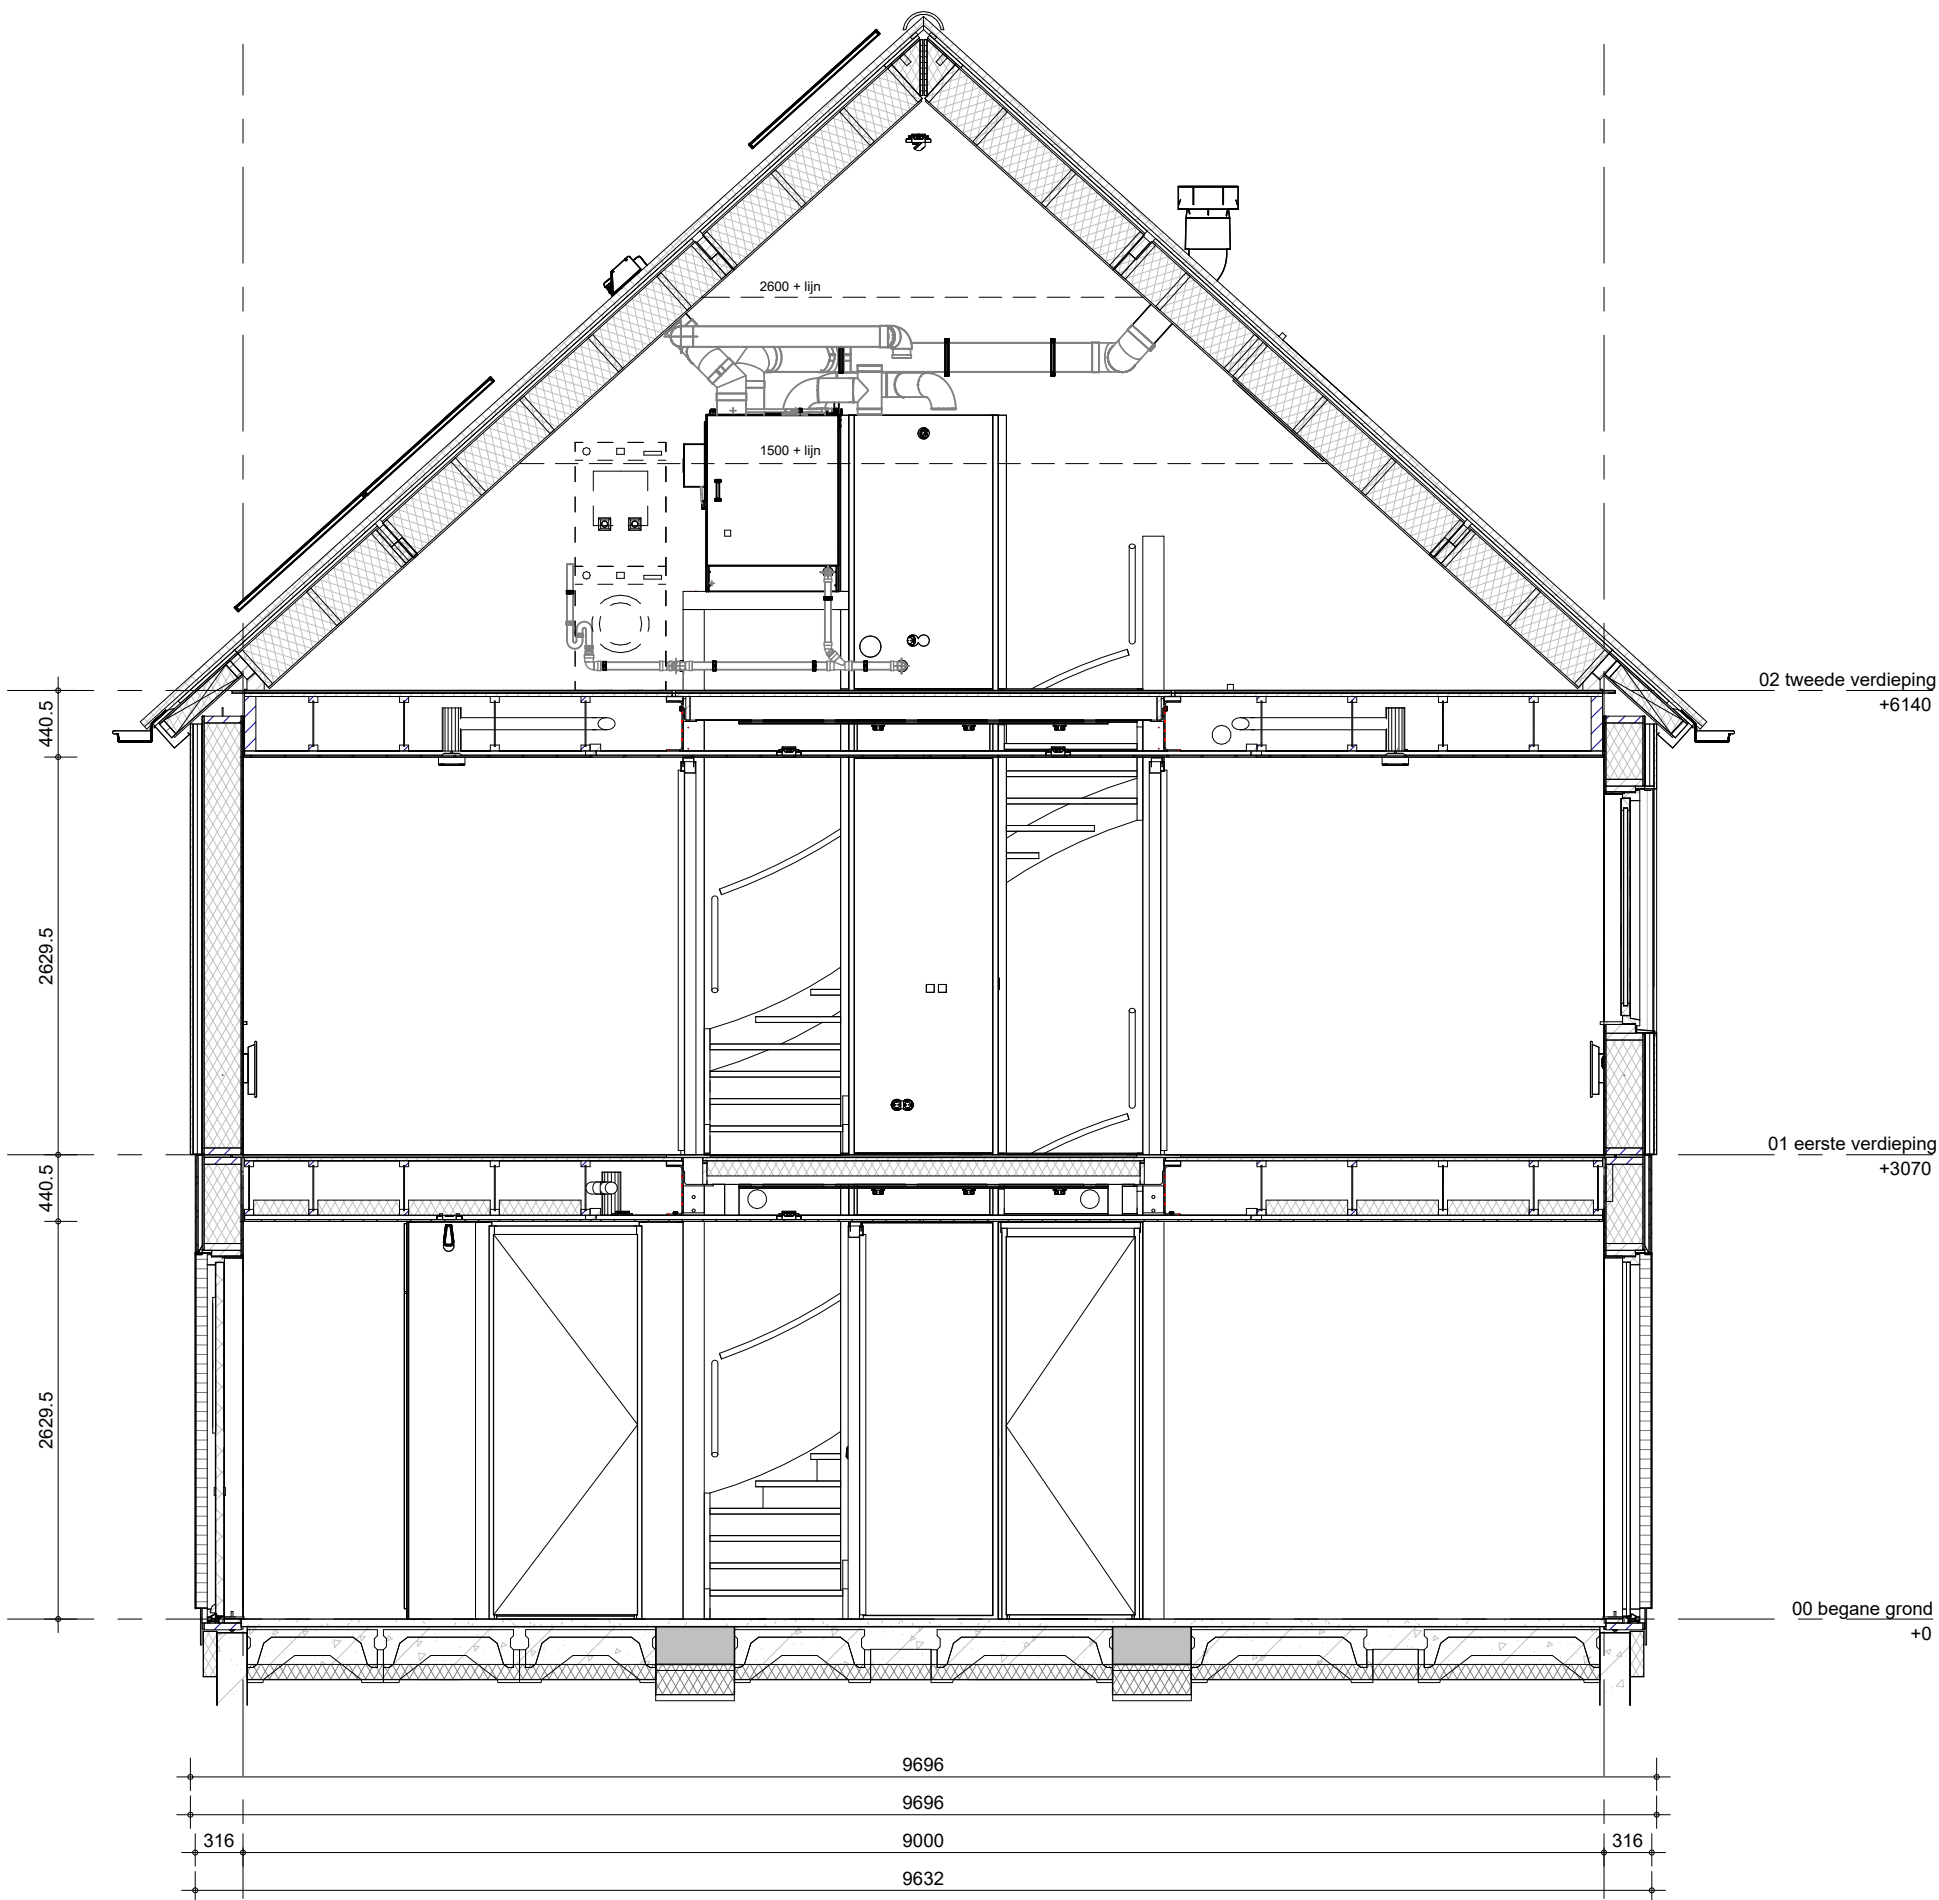 2600 + lijn
1500 + lijn
02 tweede verdieping
+6140
440.5
2629.5
01 eerste verdieping
+3070
440.5
2629.5
00 begane grond
+0
9696
9696
316
9000
316
9632